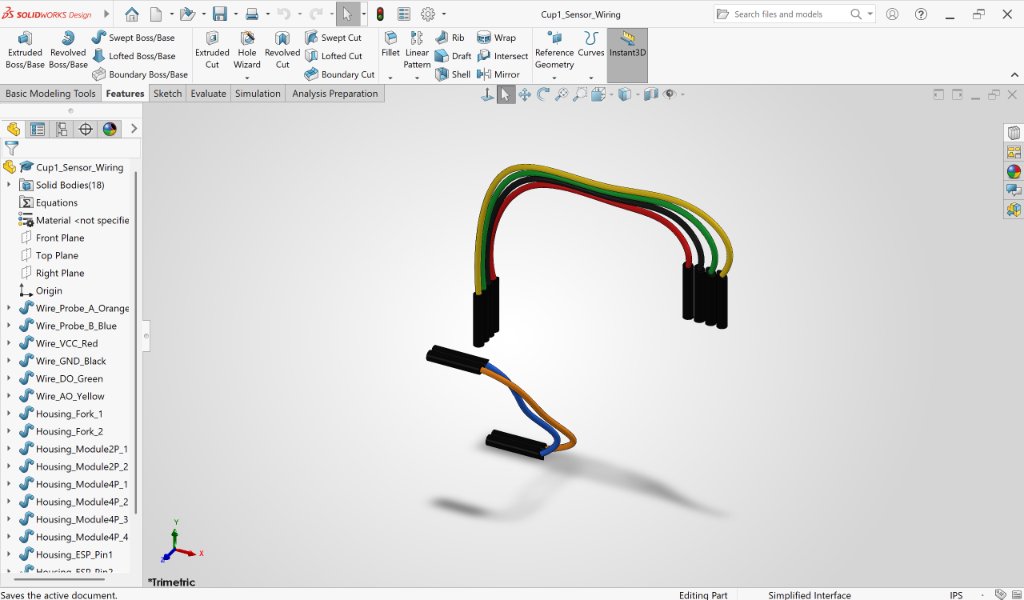 SOLIDWORKS Design
Cup1_Sensor_Wiring
Search files and models
Extruded Boss/Base
Revolved Boss/Base
Swept Boss/Base
Lofted Boss/Base
Boundary Boss/Base
Extruded Cut
Hole Wizard
Revolved Cut
Swept Cut
Lofted Cut
Boundary Cut
Fillet
Linear Pattern
Rib
Draft
Shell
Wrap
Intersect
Mirror
Reference Geometry
Curves
Instant3D
Basic Modeling Tools
Features
Sketch
Evaluate
Simulation
Analysis Preparation
Cup1_Sensor_Wiring
Solid Bodies(18)
Equations
Material <not specifie
Front Plane
Top Plane
Right Plane
Origin
Wire_Probe_A_Orange
Wire_Probe_B_Blue
Wire_VCC_Red
Wire_GND_Black
Wire_DO_Green
Wire_AO_Yellow
Housing_Fork_1
Housing_Fork_2
Housing_Module2P_1
Housing_Module2P_2
Housing_Module4P_1
Housing_Module4P_2
Housing_Module4P_3
Housing_Module4P_4
Housing_ESP_Pin1
Housing_ESP_Pin2
Y
X
Z
*Trimetric
Saves the active document.
Editing Part
Simplified Interface
IPS